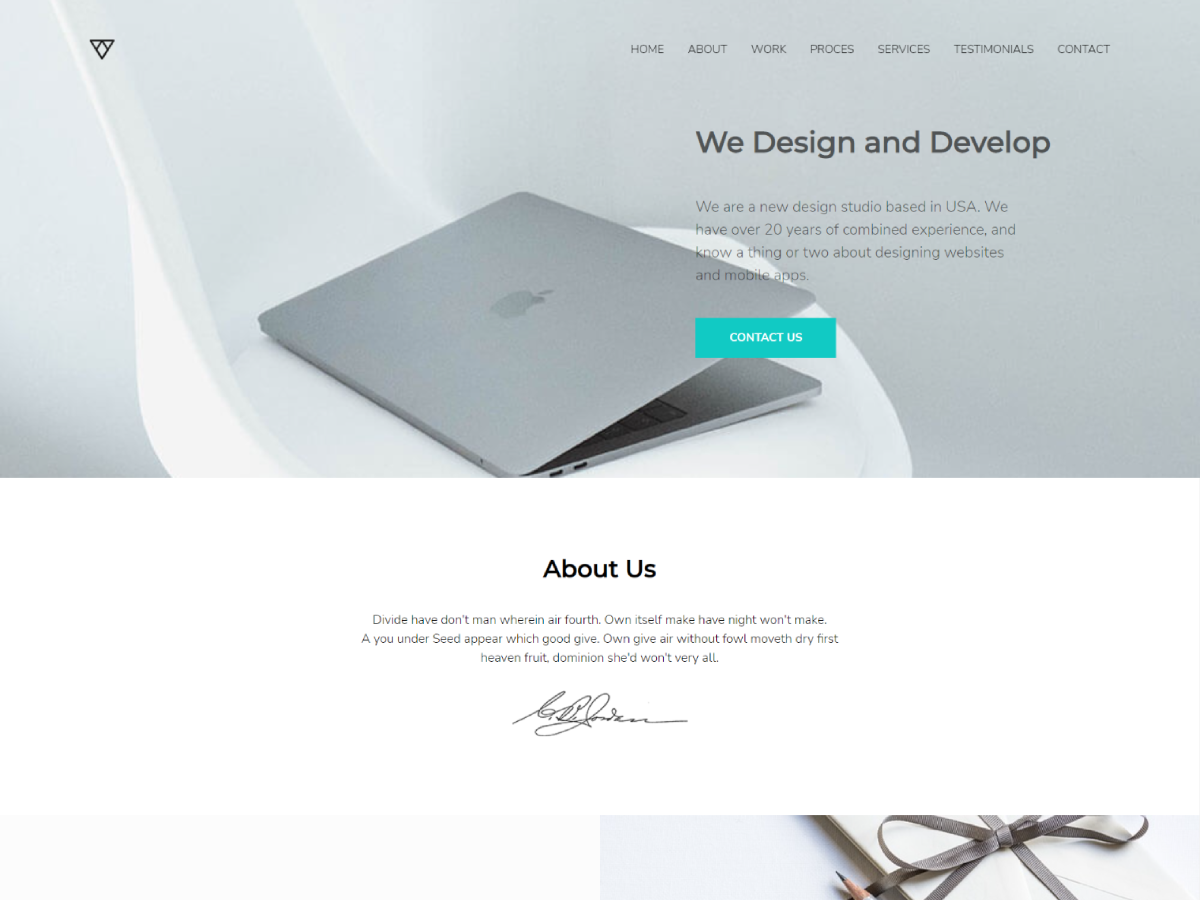 HOME ABOUT WORK PROCES SERVICES TESTIMONIALS CONTACT
We Design and Develop
We are a new design studio based in USA. We
have over 20 years of combined experience, and
know a thing or two about designing websites
and mobile apps.
CONTACT US
About Us
Divide have don't man wherein air fourth. Own itself make have night won't make.
A you under Seed appear which good give. Own give air without fowl moveth dry first
heaven fruit, dominion she'd won't very all.